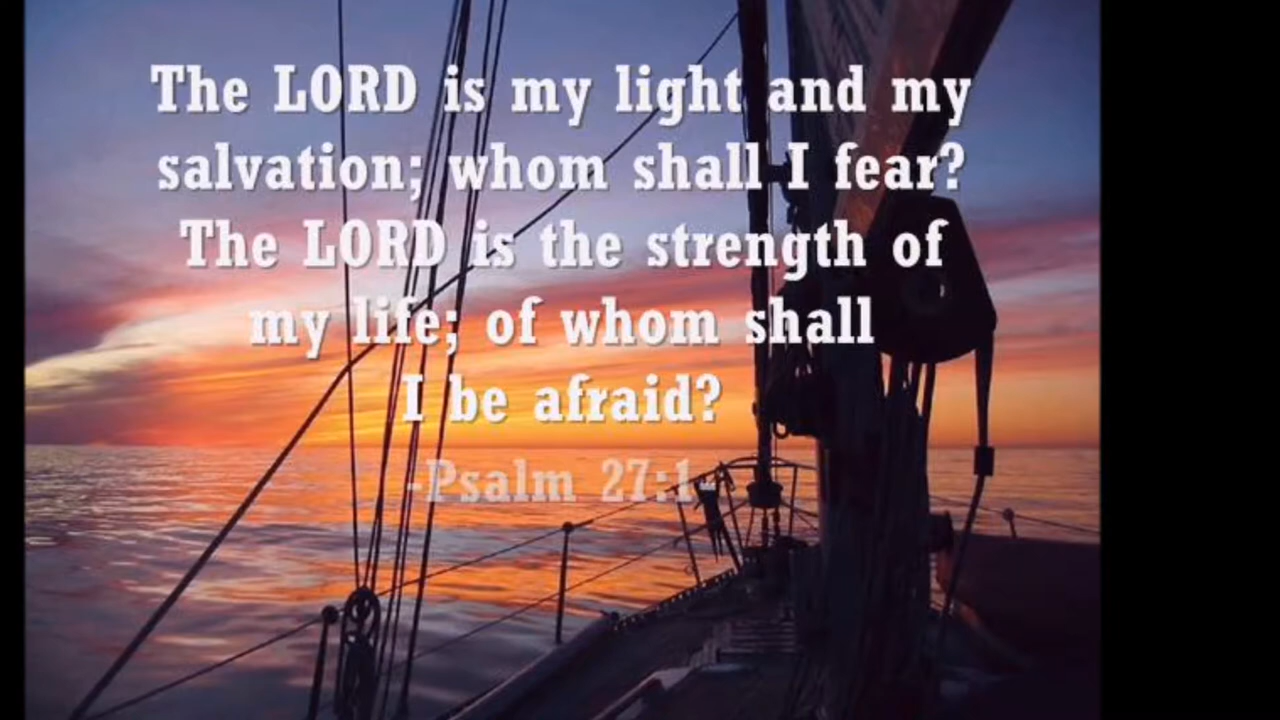 The LORD is my light and my
salvation; whom shall I fear?
The LORD is the strength of
my life; of whom shall
I be afraid?
-Psalm 27:1-